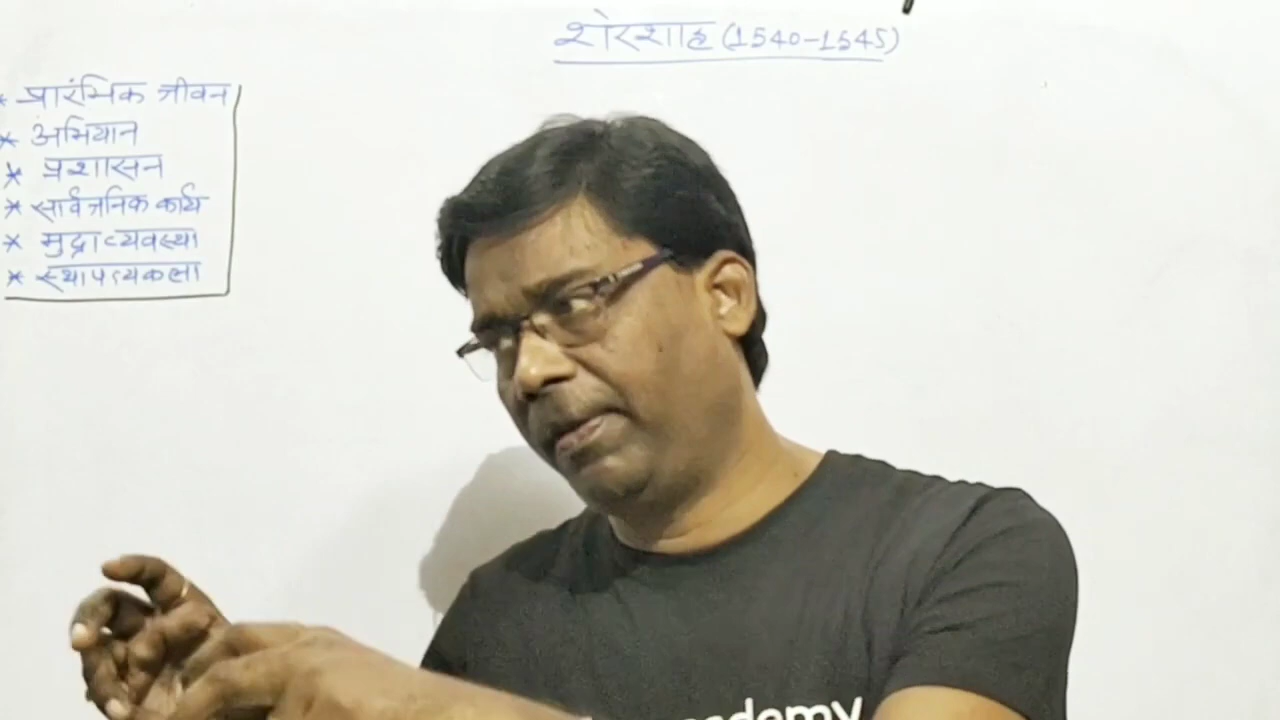 शेरशाह (1540-1545)
* प्रारंभिक जीवन
* अभियान
* प्रशासन
* सार्वजनिक कार्य
* मुद्रा व्यवस्था
* स्थापत्यकला